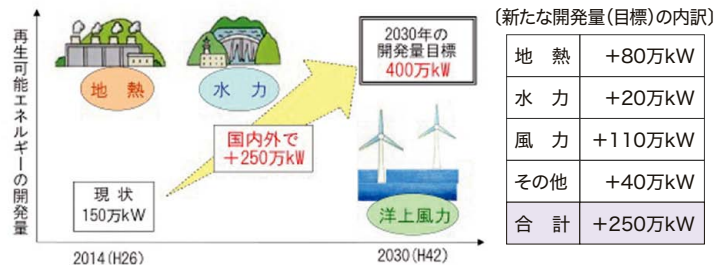 再生可能エネルギーの開発量
地熱
水力
2030年の
開発量目標
400万kW
国内外で
+250万kW
現状
150万kW
洋上風力
2014(H26)
2030(H42)
〔新たな開発量(目標)の内訳〕
地熱 +80万kW
水力 +20万kW
風力 +110万kW
その他 +40万kW
合計 +250万kW